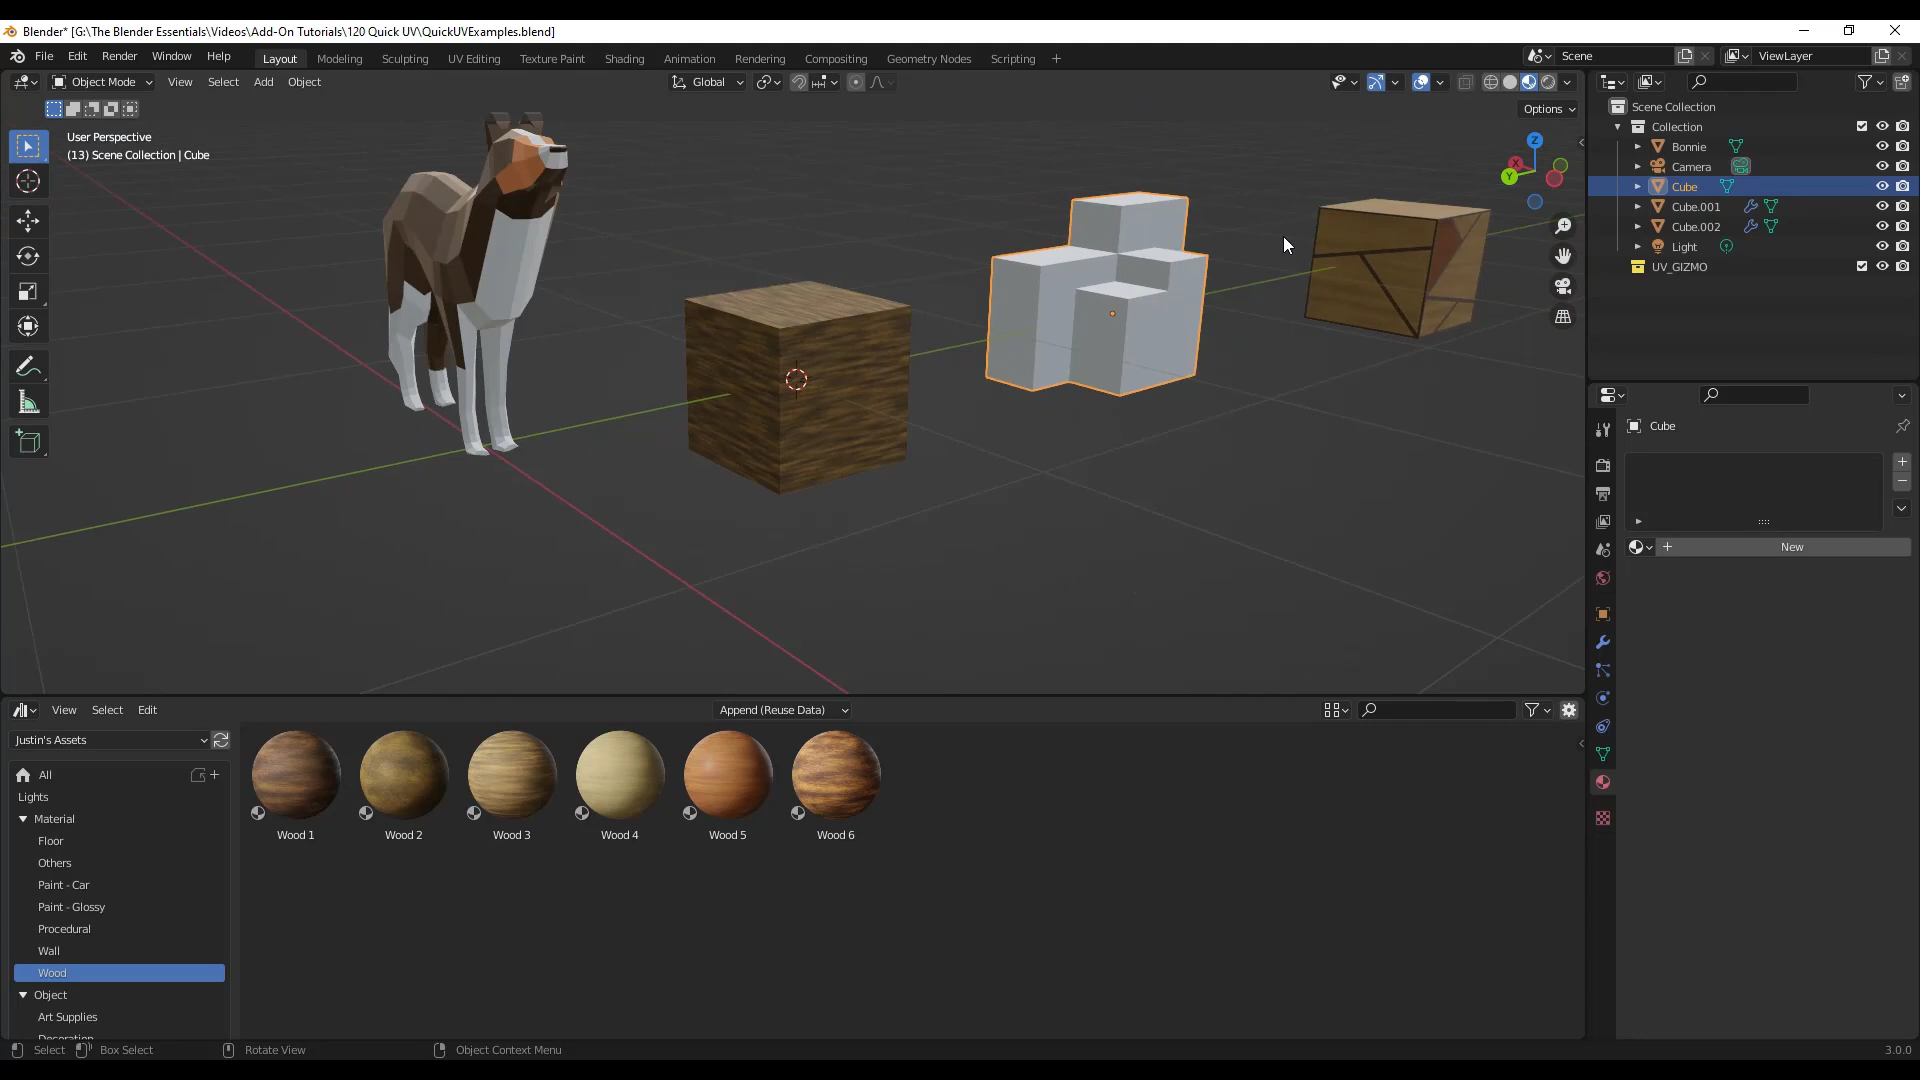 Blender* [G:\The Blender Essentials\Videos\Add-On Tutorials\120 Quick UV\QuickUVExamples.blend]
File Edit Render Window Help Layout Modeling Sculpting UV Editing Texture Paint Shading Animation Rendering Compositing Geometry Nodes Scripting + Scene ViewLayer
Object Mode View Select Add Object Global
Options
User Perspective
(13) Scene Collection | Cube
Z
X
Y
Scene Collection
Collection
Bonnie
Camera
Cube
Cube.001
Cube.002
Light
UV_GIZMO
Cube
New
View Select Edit Append (Reuse Data)
Justin's Assets
All
Lights
Material
Floor
Others
Paint - Car
Paint - Glossy
Procedural
Wall
Wood
Object
Art Supplies
Decoration
Wood 1 Wood 2 Wood 3 Wood 4 Wood 5 Wood 6
Select Box Select Rotate View Object Context Menu 3.0.0